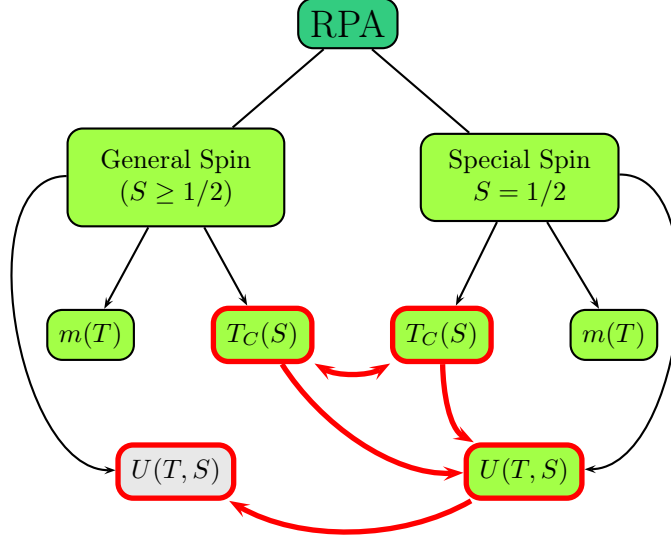 RPA
General Spin
(S ≥ 1/2)
Special Spin
S = 1/2
m(T)
T_C(S)
T_C(S)
m(T)
U(T, S)
U(T, S)